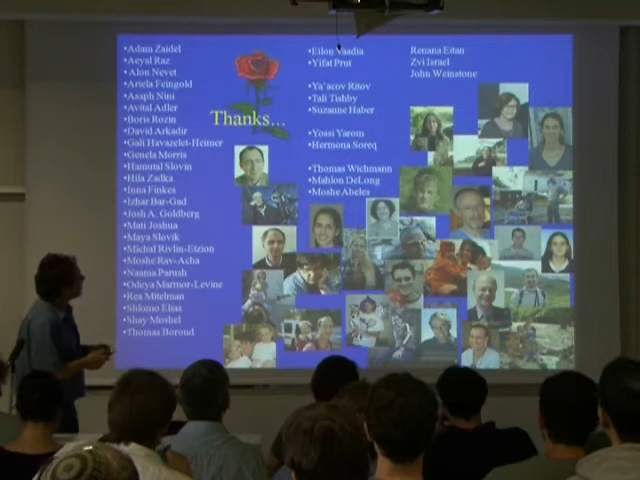 •Adam Zaidel
•Aeyal Raz
•Alon Nevet
•Ariela Feingold
•Asaph Nini
•Avital Adler
•Boris Rozin
•David Arkadir
•Gali Havazelet-Heimer
•Genela Morris
•Hamutal Slovin
•Hila Zadka
•Inna Finkes
•Izhar Bar-Gad
•Josh A. Goldberg
•Mati Joshua
•Maya Slovik
•Michal Rivlin-Etzion
•Moshe Rav-Acha
•Naama Parush
•Odeya Marmor-Levine
•Rea Mitelman
•Shlomo Elias
•Shay Moshel
•Thomas Boroud
Thanks...
•Eilon Vaadia
•Yifat Prut
•Ya'acov Ritov
•Tali Tishby
•Suzanne Haber
•Yossi Yarom
•Hermona Soreq
•Thomas Wichmann
•Mahlon DeLong
•Moshe Abeles
Renana Eitan
Zvi Israel
John Weinstone